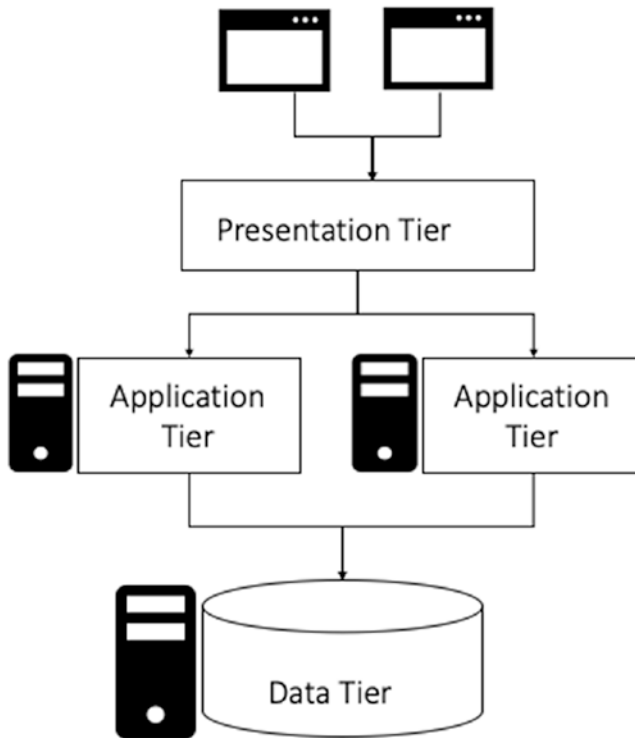 Presentation Tier
Application
Tier
Application
Tier
Data Tier